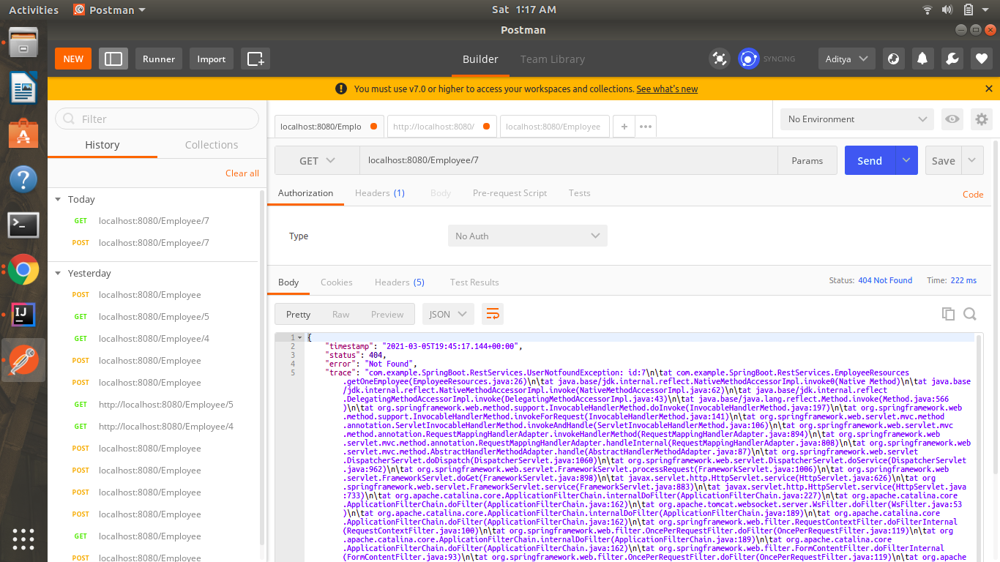 Activities Postman Sat 1:17 AM
Postman
NEW Runner Import Builder Team Library SYNCING Aditya
You must use v7.0 or higher to access your workspaces and collections. See what's new
Filter
History Collections
Clear all
Today
GET localhost:8080/Employee/7
POST localhost:8080/Employee/7
Yesterday
POST localhost:8080/Employee
GET localhost:8080/Employee/5
GET localhost:8080/Employee/4
POST localhost:8080/Employee
POST localhost:8080/Employee
GET http://localhost:8080/Employee/5
GET http://localhost:8080/Employee/4
POST localhost:8080/Employee
POST localhost:8080/Employee
POST localhost:8080/Employee
POST localhost:8080/Employee
GET localhost:8080/Employee
POST localhost:8080/Employee
localhost:8080/Emplo http://localhost:8080/ localhost:8080/Employee + ••• No Environment
GET localhost:8080/Employee/7 Params Send Save
Authorization Headers (1) Body Pre-request Script Tests Code
Type No Auth
Body Cookies Headers (5) Test Results Status: 404 Not Found Time: 222 ms
Pretty Raw Preview JSON
1 {
2 "timestamp": "2021-03-05T19:45:17.144+00:00",
3 "status": 404,
4 "error": "Not Found",
5 "trace": "com.example.SpringBoot.RestServices.UserNotfoundException: id:7\n\tat com.example.SpringBoot.RestServices.EmployeeResources
.getOneEmployee(EmployeeResources.java:26)\n\tat java.base/jdk.internal.reflect.NativeMethodAccessorImpl.invoke0(Native Method)\n\tat java.base
/jdk.internal.reflect.NativeMethodAccessorImpl.invoke(NativeMethodAccessorImpl.java:62)\n\tat java.base/jdk.internal.reflect
.DelegatingMethodAccessorImpl.invoke(DelegatingMethodAccessorImpl.java:43)\n\tat java.base/java.lang.reflect.Method.invoke(Method.java:566
)\n\tat org.springframework.web.method.support.InvocableHandlerMethod.doInvoke(InvocableHandlerMethod.java:197)\n\tat org.springframework.web
.method.support.InvocableHandlerMethod.invokeForRequest(InvocableHandlerMethod.java:141)\n\tat org.springframework.web.servlet.mvc.method
.annotation.ServletInvocableHandlerMethod.invokeAndHandle(ServletInvocableHandlerMethod.java:106)\n\tat org.springframework.web.servlet.mvc
.method.annotation.RequestMappingHandlerAdapter.invokeHandlerMethod(RequestMappingHandlerAdapter.java:894)\n\tat org.springframework.web
.servlet.mvc.method.annotation.RequestMappingHandlerAdapter.handleInternal(RequestMappingHandlerAdapter.java:808)\n\tat org.springframework.web
.servlet.mvc.method.AbstractHandlerMethodAdapter.handle(AbstractHandlerMethodAdapter.java:87)\n\tat org.springframework.web.servlet
.DispatcherServlet.doDispatch(DispatcherServlet.java:1060)\n\tat org.springframework.web.servlet.DispatcherServlet.doService(DispatcherServlet
.java:962)\n\tat org.springframework.web.servlet.FrameworkServlet.processRequest(FrameworkServlet.java:1006)\n\tat org.springframework.web
.servlet.FrameworkServlet.doGet(FrameworkServlet.java:898)\n\tat javax.servlet.http.HttpServlet.service(HttpServlet.java:626)\n\tat org
.springframework.web.servlet.FrameworkServlet.service(FrameworkServlet.java:883)\n\tat javax.servlet.http.HttpServlet.service(HttpServlet.java
:733)\n\tat org.apache.catalina.core.ApplicationFilterChain.internalDoFilter(ApplicationFilterChain.java:227)\n\tat org.apache.catalina.core
.ApplicationFilterChain.doFilter(ApplicationFilterChain.java:162)\n\tat org.apache.tomcat.websocket.server.WsFilter.doFilter(WsFilter.java:53
)\n\tat org.apache.catalina.core.ApplicationFilterChain.internalDoFilter(ApplicationFilterChain.java:189)\n\tat org.apache.catalina.core
.ApplicationFilterChain.doFilter(ApplicationFilterChain.java:162)\n\tat org.springframework.web.filter.RequestContextFilter.doFilterInternal
(RequestContextFilter.java:100)\n\tat org.springframework.web.filter.OncePerRequestFilter.doFilter(OncePerRequestFilter.java:119)\n\tat org
.apache.catalina.core.ApplicationFilterChain.internalDoFilter(ApplicationFilterChain.java:189)\n\tat org.apache.catalina.core
.ApplicationFilterChain.doFilter(ApplicationFilterChain.java:162)\n\tat org.springframework.web.filter.FormContentFilter.doFilterInternal
(FormContentFilter.java:93)\n\tat org.springframework.web.filter.OncePerRequestFilter.doFilter(OncePerRequestFilter.java:119)\n\tat org.apache